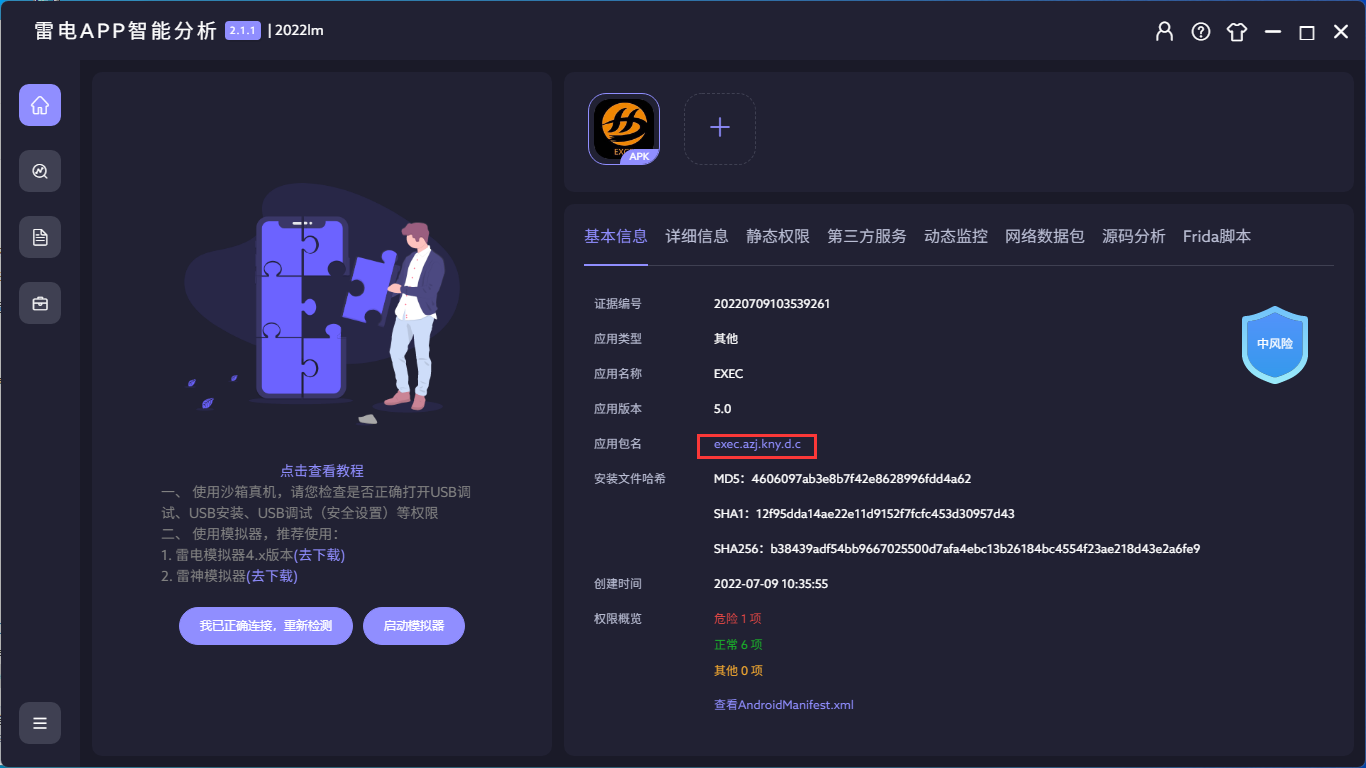 雷电APP智能分析 2.1.1 | 2022lm
EXEC
APK
基本信息 详细信息 静态权限 第三方服务 动态监控 网络数据包 源码分析 Frida脚本
证据编号 20220709103539261
应用类型 其他
应用名称 EXEC
应用版本 5.0
应用包名 exec.azj.kny.d.c
安装文件哈希 MD5：4606097ab3e8b7f42e8628996fdd4a62
SHA1：12f95dda14ae22e11d9152f7fcfc453d30957d43
SHA256：b38439adf54bb9667025500d7afa4ebc13b26184bc4554f23ae218d43e2a6fe9
创建时间 2022-07-09 10:35:55
权限概览 危险 1 项
正常 6 项
其他 0 项
查看AndroidManifest.xml
中风险
点击查看教程
一、 使用沙箱真机，请您检查是否正确打开USB调
试、USB安装、USB调试（安全设置）等权限
二、 使用模拟器，推荐使用：
1. 雷电模拟器4.x版本(去下载)
2. 雷神模拟器(去下载)
我已正确连接，重新检测 启动模拟器